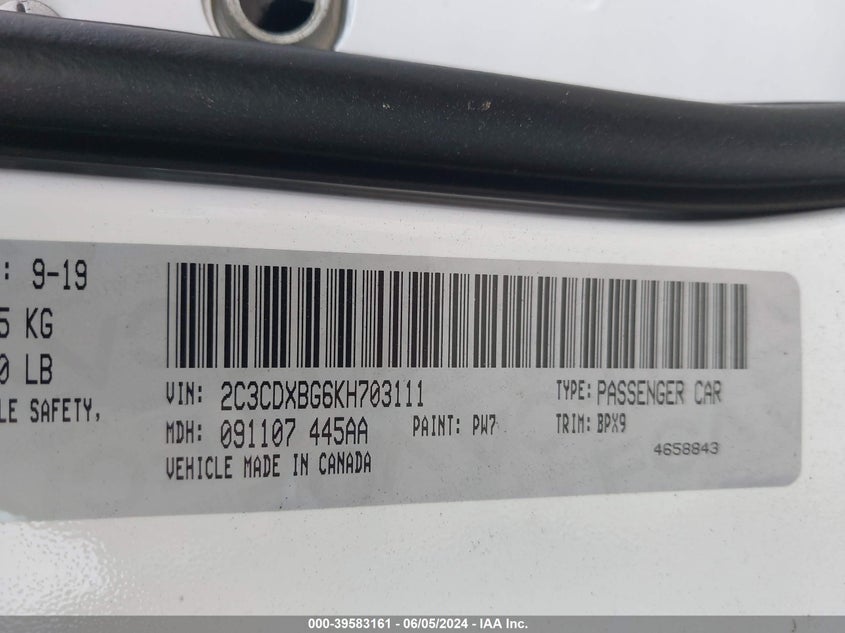 : 9-19
5 KG
0 LB
LE SAFETY,
VIN: 2C3CDXBG6KH703111 TYPE: PASSENGER CAR
MDH: 091107 445AA PAINT: PW7 TRIM: BPX9
VEHICLE MADE IN CANADA 4658843
000-39583161 - 06/05/2024 - IAA Inc.